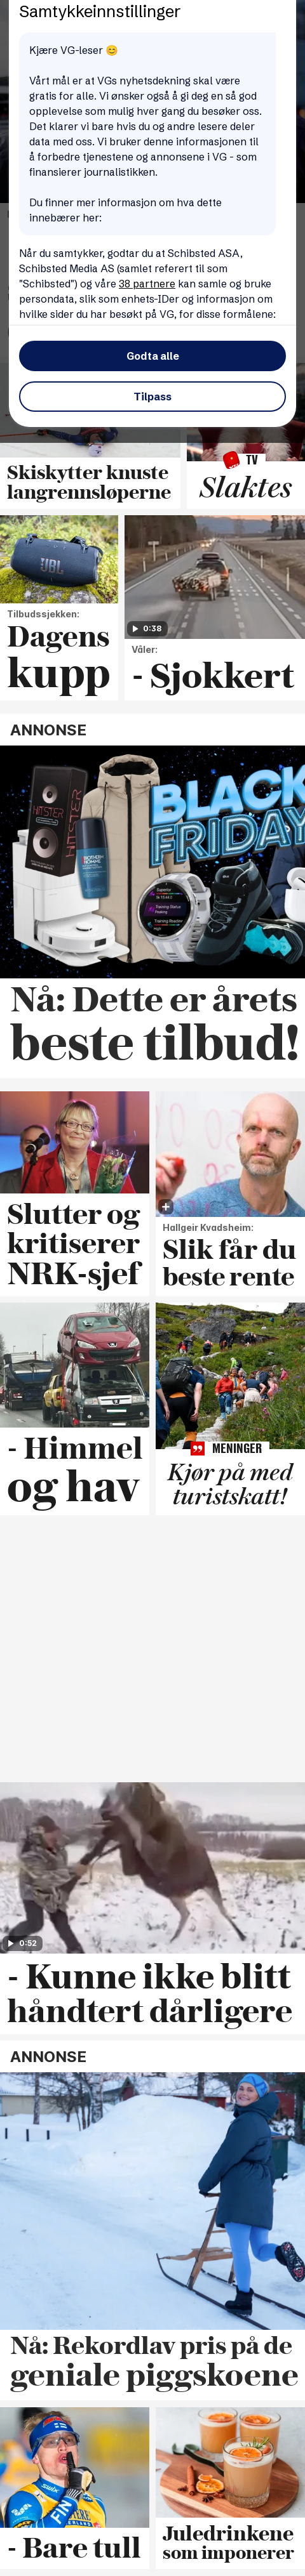 Samtykkeinnstillinger
Kjære VG-leser 😊
Vårt mål er at VGs nyhetsdekning skal være
gratis for alle. Vi ønsker også å gi deg en så god
opplevelse som mulig hver gang du besøker oss.
Det klarer vi bare hvis du og andre lesere deler
data med oss. Vi bruker denne informasjonen til
å forbedre tjenestene og annonsene i VG - som
finansierer journalistikken.
Du finner mer informasjon om hva dette
innebærer her:
Når du samtykker, godtar du at Schibsted ASA,
Schibsted Media AS (samlet referert til som
"Schibsted") og våre 38 partnere kan samle og bruke
persondata, slik som enhets-IDer og informasjon om
hvilke sider du har besøkt på VG, for disse formålene:
Godta alle
Tilpass
Skiskytter knuste
langrennsløperne
TV
Slaktes
JBL
Tilbudssjekken:
Dagens
kupp
0:38
Våler:
- Sjokkert
ANNONSE
HITSTER
HITSTER
BLACK
FRIDAY
BIOTHERM
HOMME
Nå: Dette er årets
beste tilbud!
Slutter og
kritiserer
NRK-sjef
Hallgeir Kvadsheim:
Slik får du
beste rente
- Himmel
og hav
MENINGER
Kjør på med
turistskatt!
0:52
- Kunne ikke blitt
håndtert dårligere
ANNONSE
Nå: Rekordlav pris på de
geniale piggskoene
swix
FIN
- Bare tull
Juledrinkene
som imponerer